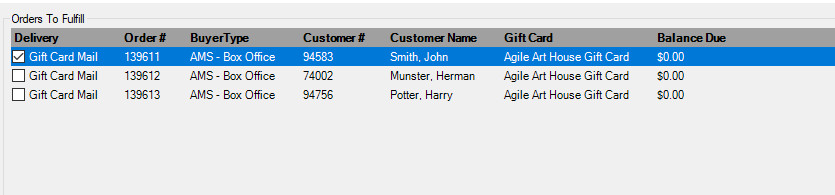 Orders To Fulfill
Delivery Order # BuyerType Customer # Customer Name Gift Card Balance Due
Gift Card Mail 139611 AMS - Box Office 94583 Smith, John Agile Art House Gift Card $0.00
Gift Card Mail 139612 AMS - Box Office 74002 Munster, Herman Agile Art House Gift Card $0.00
Gift Card Mail 139613 AMS - Box Office 94756 Potter, Harry Agile Art House Gift Card $0.00